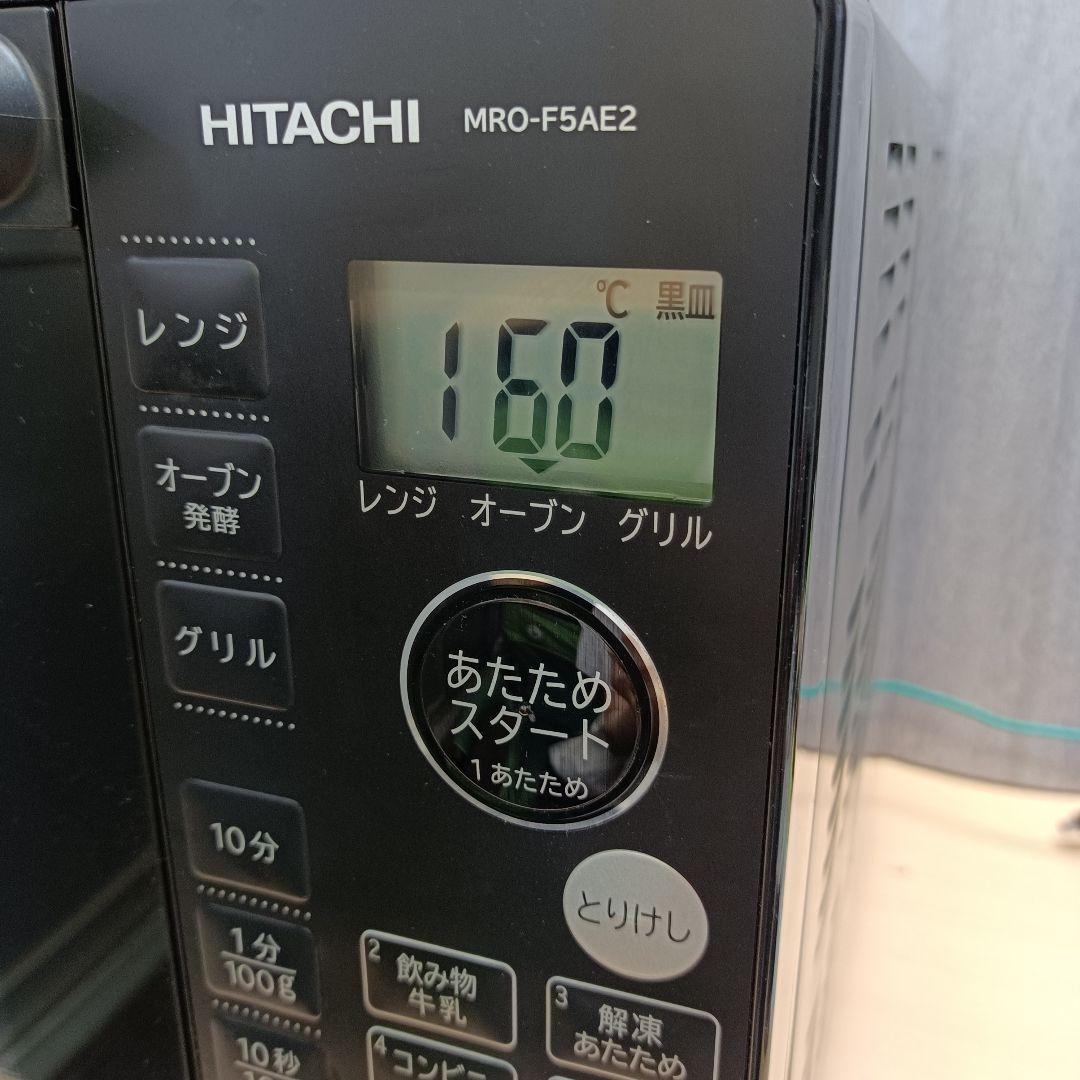 HITACHI MRO-F5AE2
℃ 黒皿
160
レンジ オーブン グリル
レンジ
オーブン
発酵
グリル
あたため
スタート
1あたため
とりけし
10分
1分
100g
10秒
2 飲み物
牛乳
3 解凍
あたため
4 コンビニ